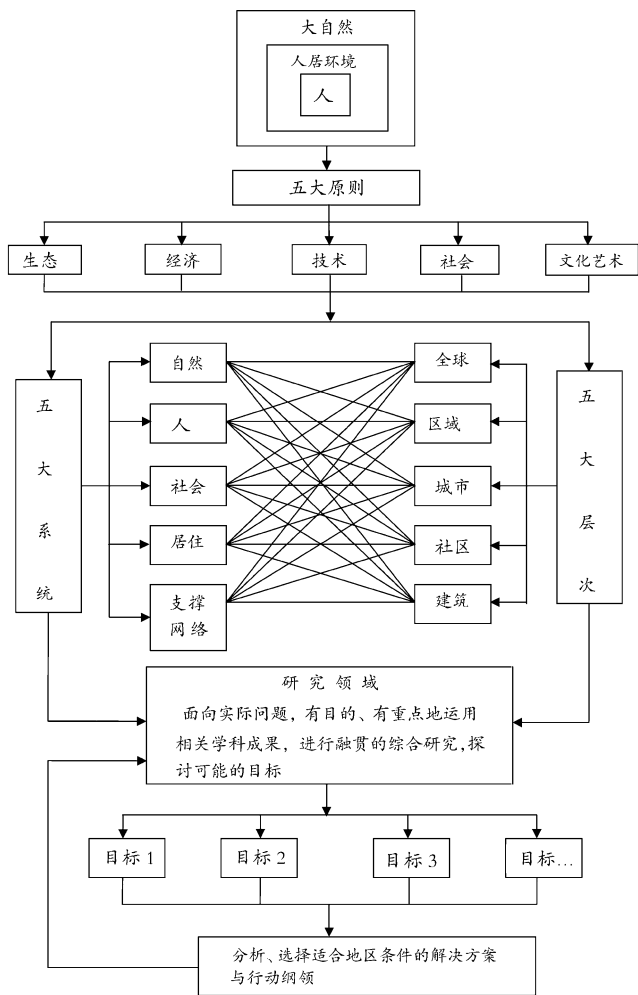 大自然
人居环境
人
五大原则
生态
经济
技术
社会
文化艺术
五大系统
自然
人
社会
居住
支撑
网络
全球
区域
城市
社区
建筑
五大层次
研究领域
面向实际问题，有目的、有重点地运用
相关学科成果，进行融贯的综合研究，探
讨可能的目标
目标1
目标2
目标3
目标…
分析、选择适合地区条件的解决方案
与行动纲领